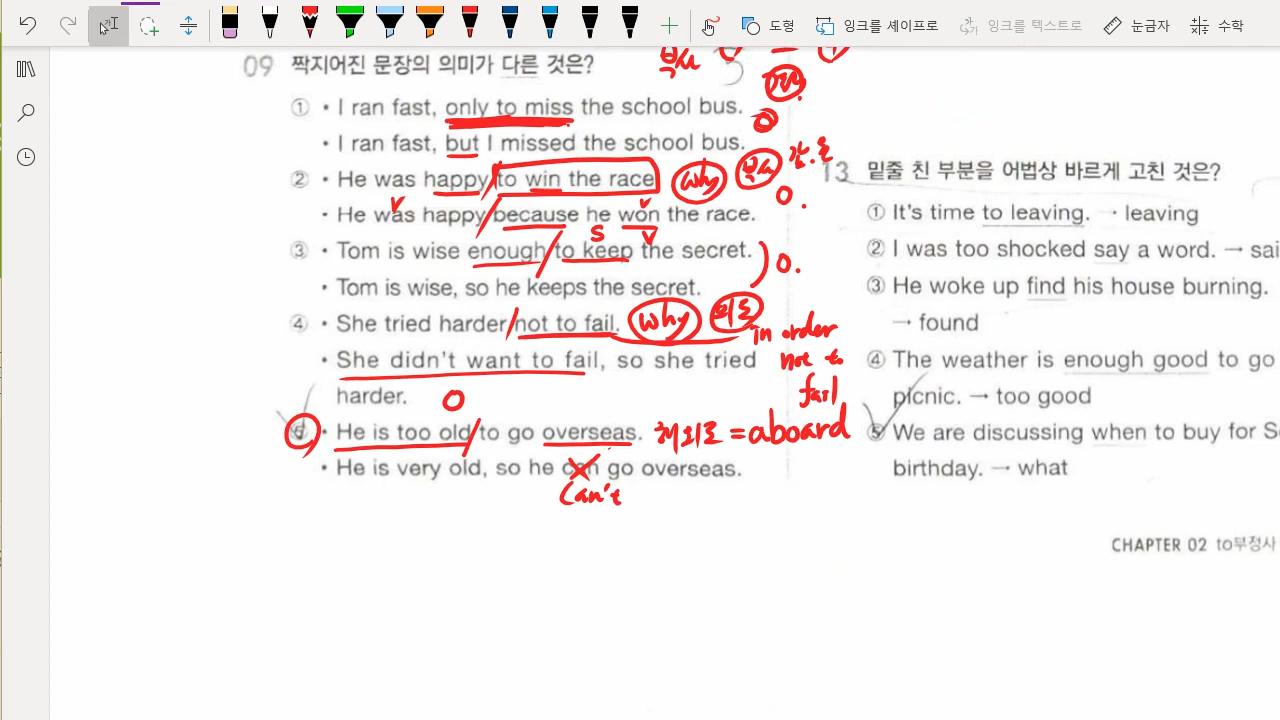 도형
잉크를 셰이프로
잉크를 텍스트로
눈금자
수학
부사
09 짝지어진 문장의 의미가 다른 것은?
① • I ran fast, only to miss the school bus.
• I ran fast, but I missed the school bus.
② • He was happy to win the race
why 부사 감.원
• He was happy because he won the race.
v v
s v
③ • Tom is wise enough to keep the secret.
• Tom is wise, so he keeps the secret.
④ • She tried harder not to fail.
why 의도
in order
not to
fail
• She didn't want to fail, so she tried
harder.
⑤ • He is too old to go overseas. 해외로 = aboard
• He is very old, so he can go overseas.
can't
13 밑줄 친 부분을 어법상 바르게 고친 것은?
① It's time to leaving. → leaving
② I was too shocked say a word. → sai
③ He woke up find his house burning.
→ found
④ The weather is enough good to go
picnic. → too good
⑤ We are discussing when to buy for S
birthday. → what
CHAPTER 02 to부정사